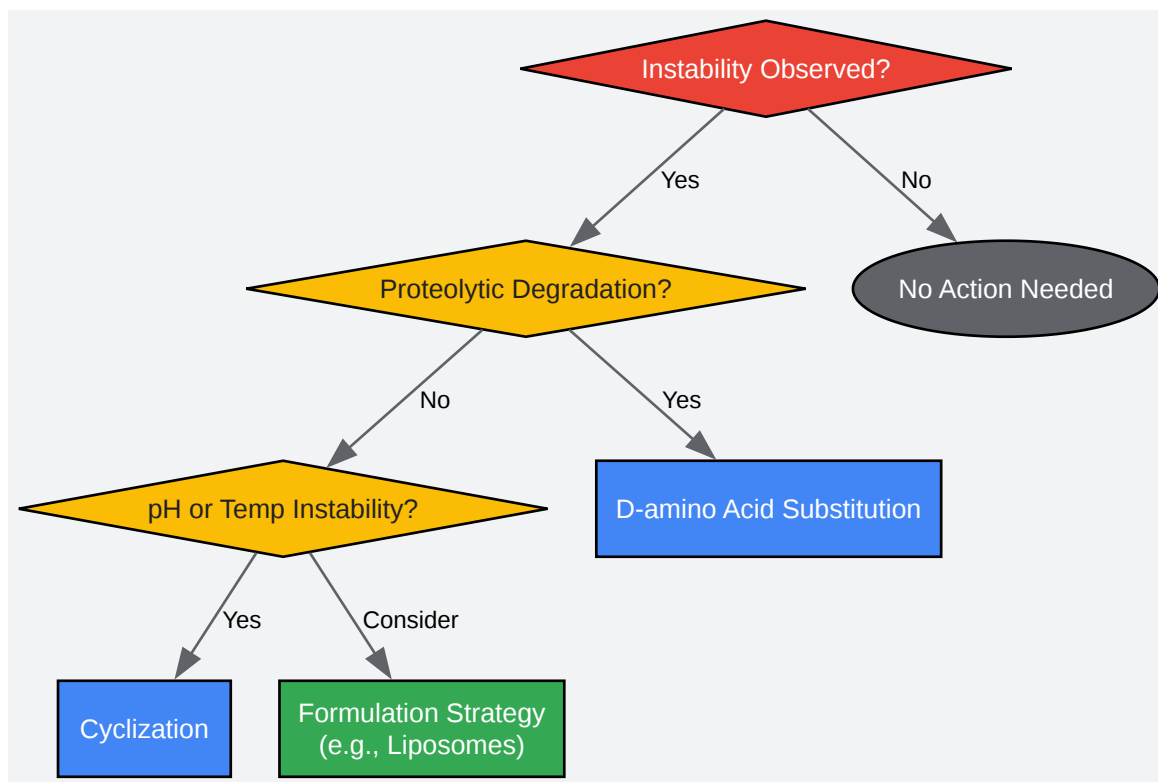 Instability Observed?
Yes
No
Proteolytic Degradation?
No Action Needed
No
Yes
pH or Temp Instability?
D-amino Acid Substitution
Yes
Consider
Cyclization
Formulation Strategy
(e.g., Liposomes)